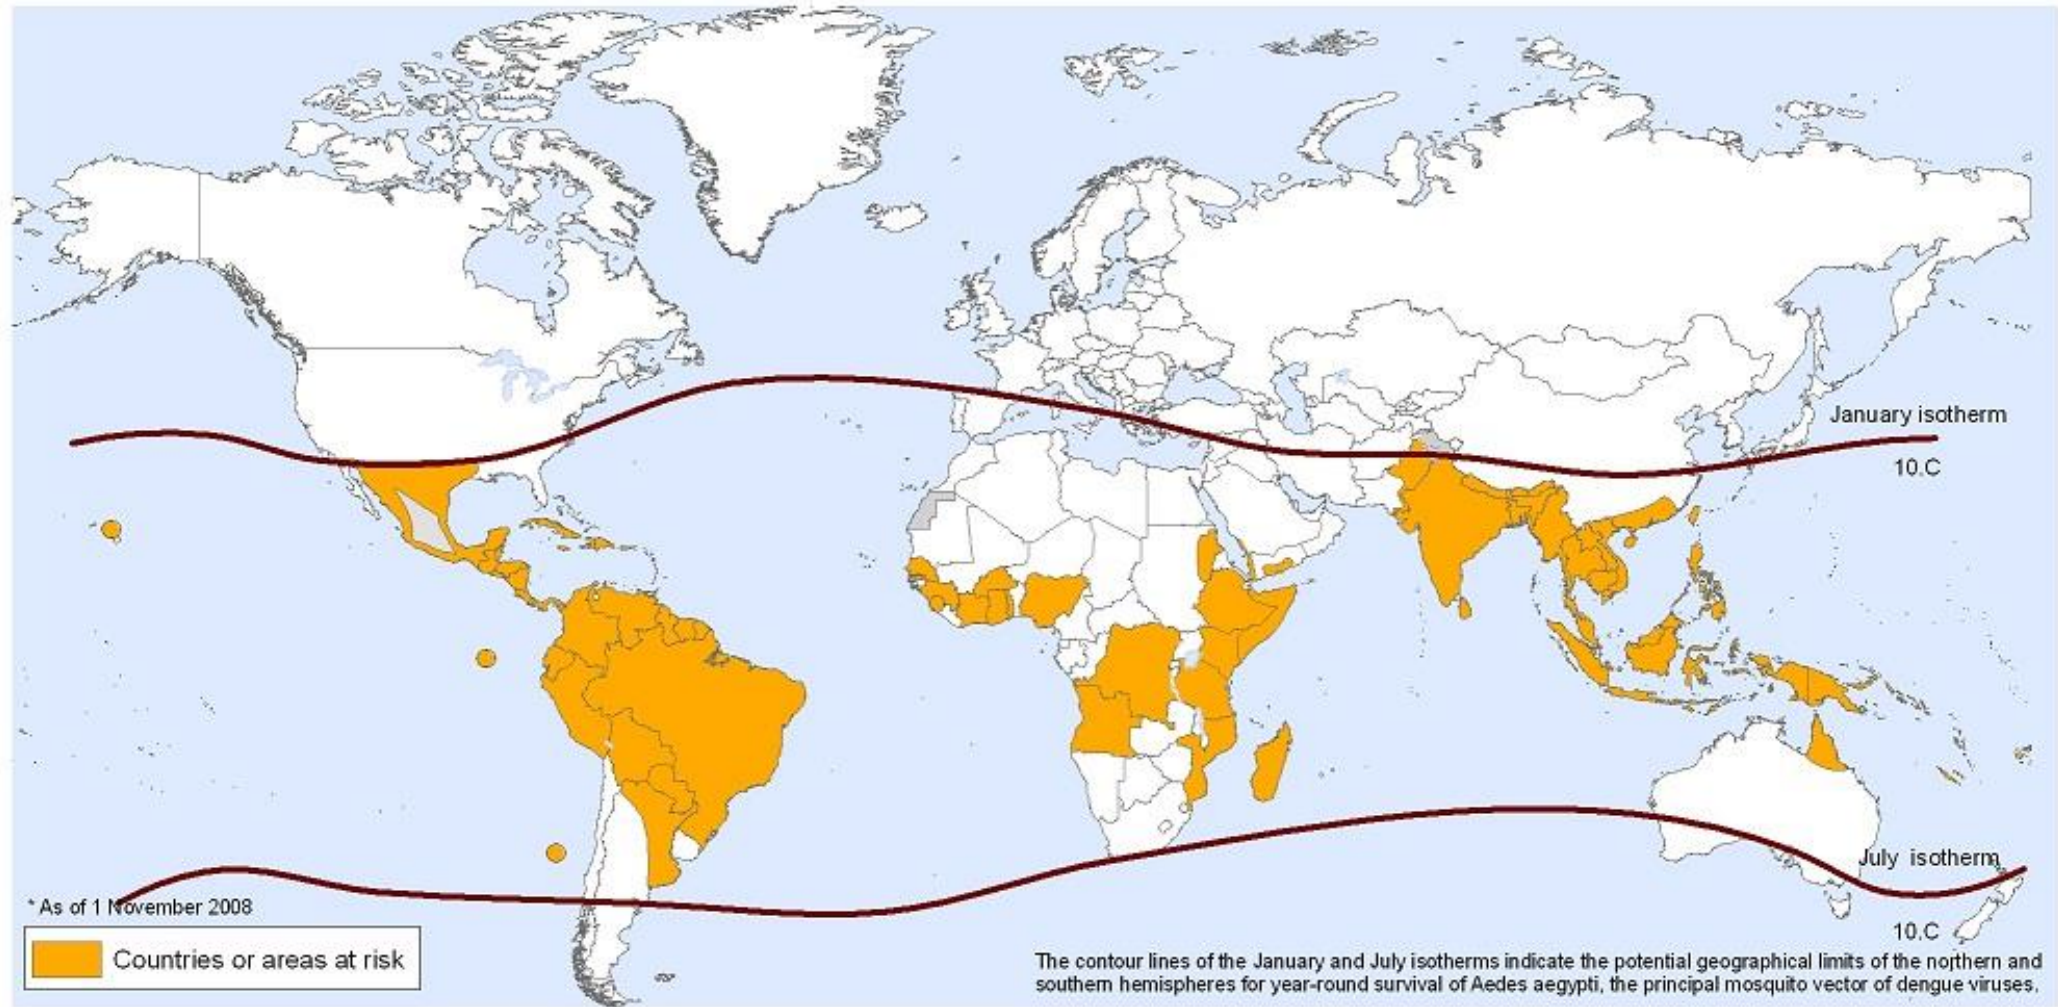 January isotherm
10.C
July isotherm
* As of 1 November 2008
10.C
Countries or areas at risk
The contour lines of the January and July isotherms indicate the potential geographical limits of the northern and
southern hemispheres for year-round survival of Aedes aegypti, the principal mosquito vector of dengue viruses.